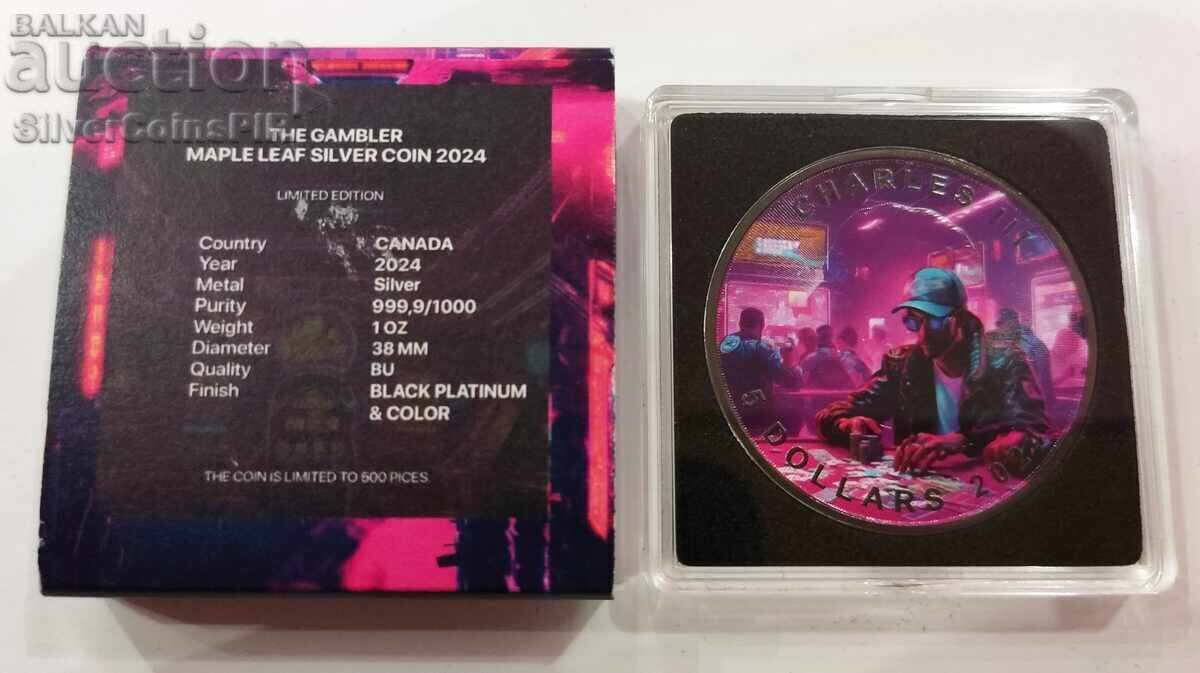 BALKAN
auction
SilverCoinsPIF
THE GAMBLER
MAPLE LEAF SILVER COIN 2024
LIMITED EDITION
Country CANADA
Year 2024
Metal Silver
Purity 999,9/1000
Weight 1 OZ
Diameter 38 MM
Quality BU
Finish BLACK PLATINUM
& COLOR
THE COIN IS LIMITED TO 500 PICES.
CHARLES III
5 DOLLARS